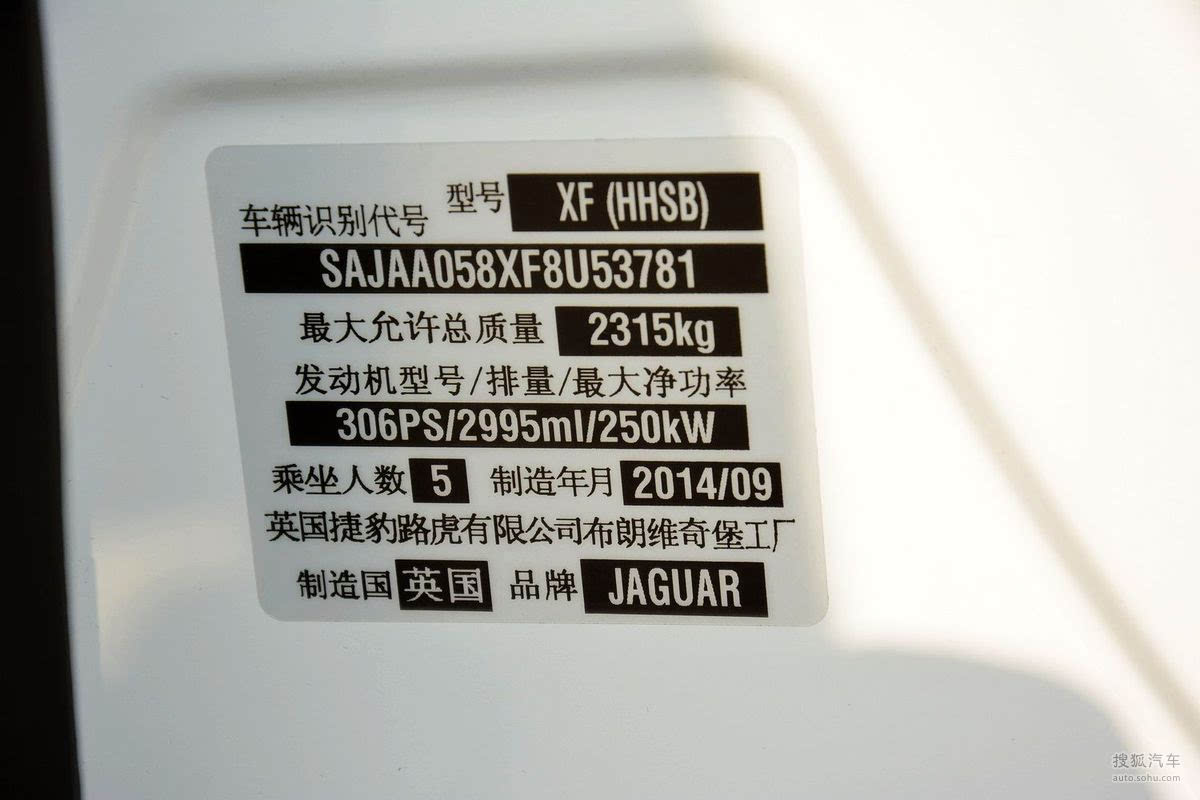 型号 XF (HHSB)
车辆识别代号
SAJAA058XF8U53781
最大允许总质量 2315kg
发动机型号/排量/最大净功率
306PS/2995ml/250kW
乘坐人数 5 制造年月 2014/09
英国捷豹路虎有限公司布朗维奇堡工厂
制造国 英国 品牌 JAGUAR
搜狐汽车
auto.sohu.com